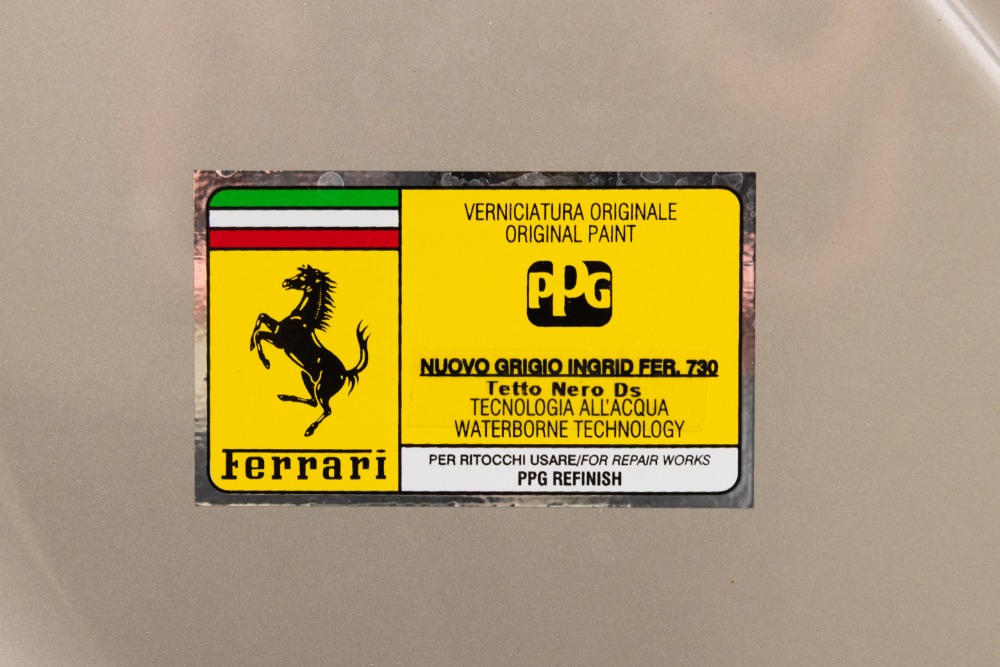 VERNICIATURA ORIGINALE
ORIGINAL PAINT
PPG
NUOVO GRIGIO INGRID FER. 730
Tetto Nero Ds
TECNOLOGIA ALL'ACQUA
WATERBORNE TECHNOLOGY
Ferrari
PER RITOCCHI USARE/FOR REPAIR WORKS
PPG REFINISH